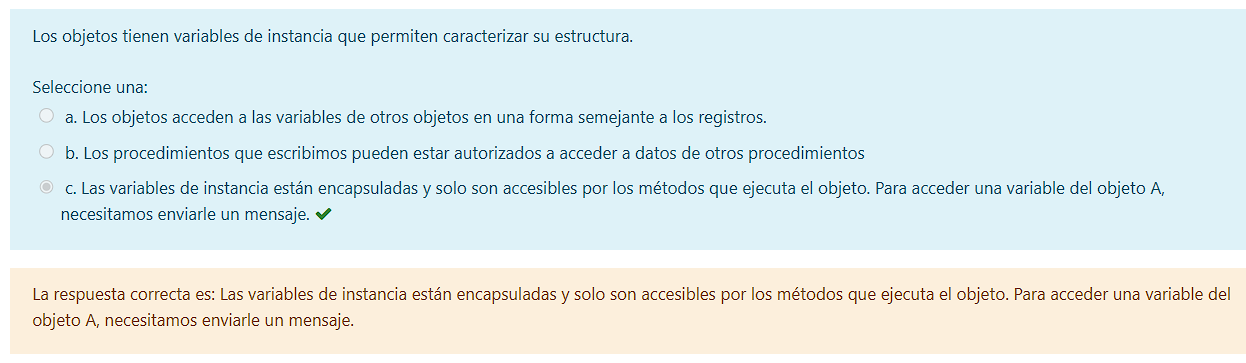 Los objetos tienen variables de instancia que permiten caracterizar su estructura.
Seleccione una:
a. Los objetos acceden a las variables de otros objetos en una forma semejante a los registros.
b. Los procedimientos que escribimos pueden estar autorizados a acceder a datos de otros procedimientos
c. Las variables de instancia están encapsuladas y solo son accesibles por los métodos que ejecuta el objeto. Para acceder una variable del objeto A,
necesitamos enviarle un mensaje.
La respuesta correcta es: Las variables de instancia están encapsuladas y solo son accesibles por los métodos que ejecuta el objeto. Para acceder una variable del
objeto A, necesitamos enviarle un mensaje.